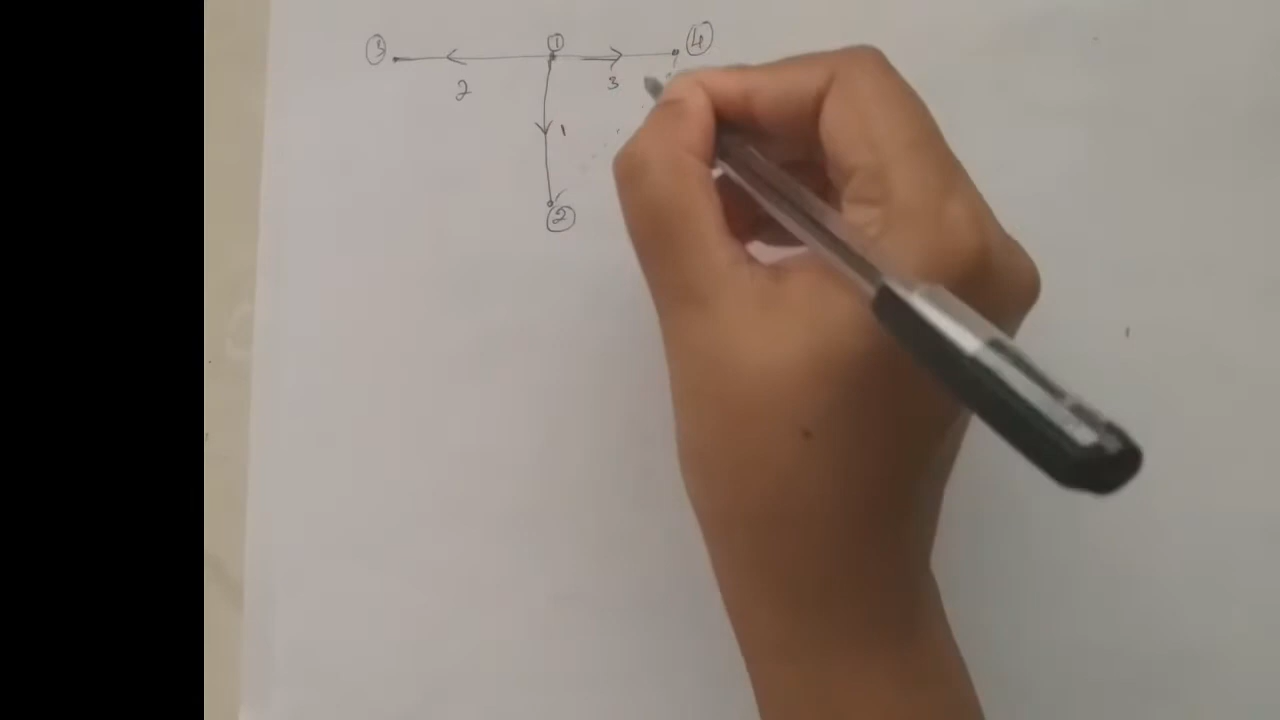 ③ ① ④
2 3
1
②